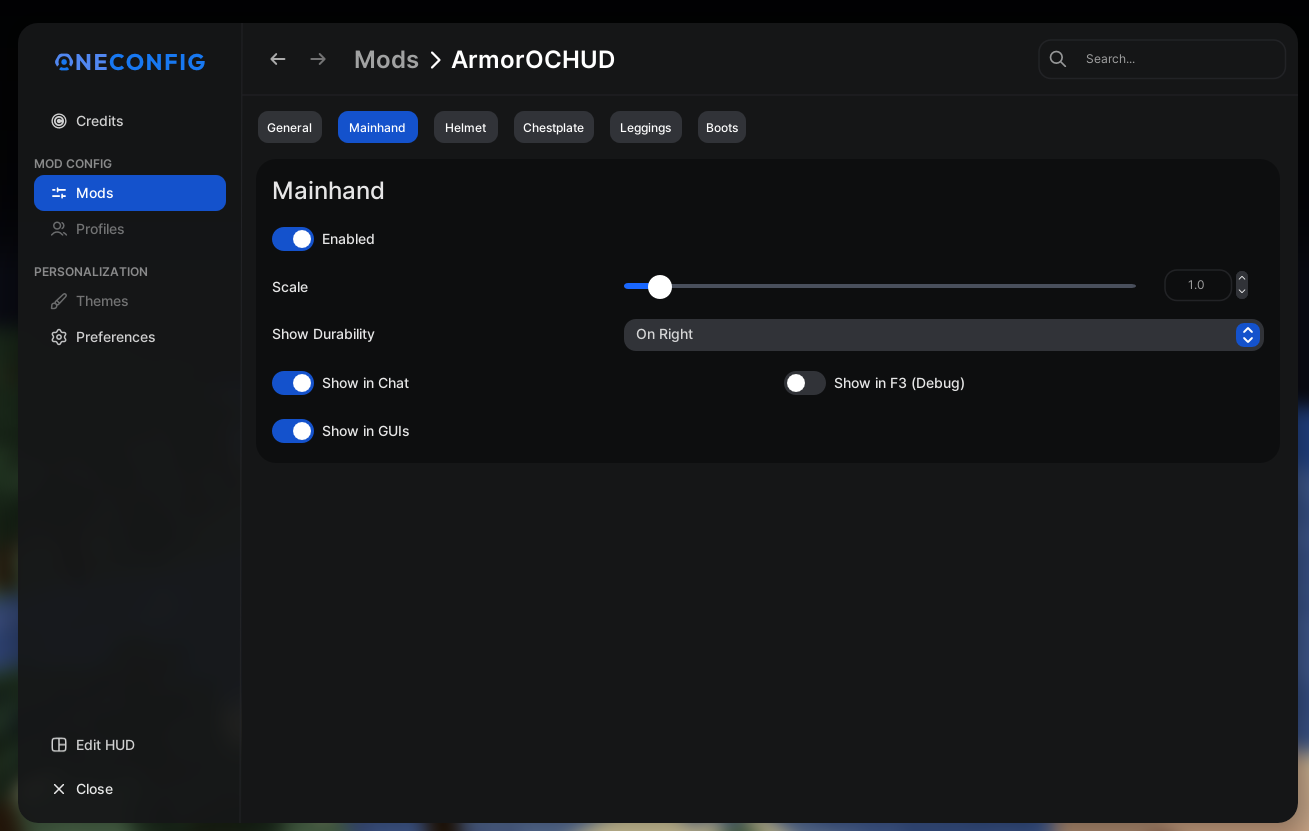 ONECONFIG
Mods > ArmorOCHUD
Search...
Credits
MOD CONFIG
Mods
Profiles
PERSONALIZATION
Themes
Preferences
Edit HUD
Close
General Mainhand Helmet Chestplate Leggings Boots
Mainhand
Enabled
Scale 1.0
Show Durability On Right
Show in Chat Show in F3 (Debug)
Show in GUIs